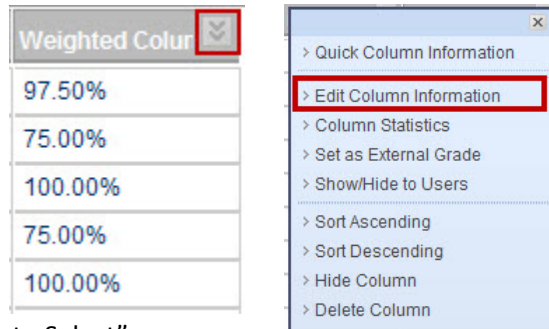 Weighted Colur
97.50%
75.00%
100.00%
75.00%
100.00%
> Quick Column Information
> Edit Column Information
> Column Statistics
> Set as External Grade
> Show/Hide to Users
> Sort Ascending
> Sort Descending
> Hide Column
> Delete Column